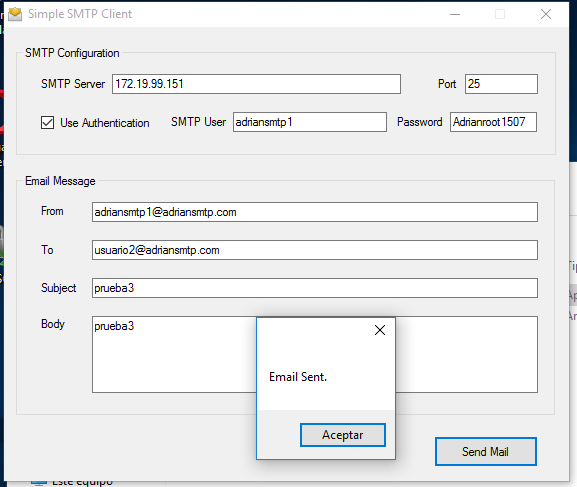 Simple SMTP Client
SMTP Configuration
SMTP Server 172.19.99.151 Port 25
Use Authentication SMTP User adriansmtp1 Password Adrianroot1507
Email Message
From adriansmtp1@adriansmtp.com
To usuario2@adriansmtp.com
Subject prueba3
Body prueba3
Email Sent.
Aceptar
Send Mail
Este equipo